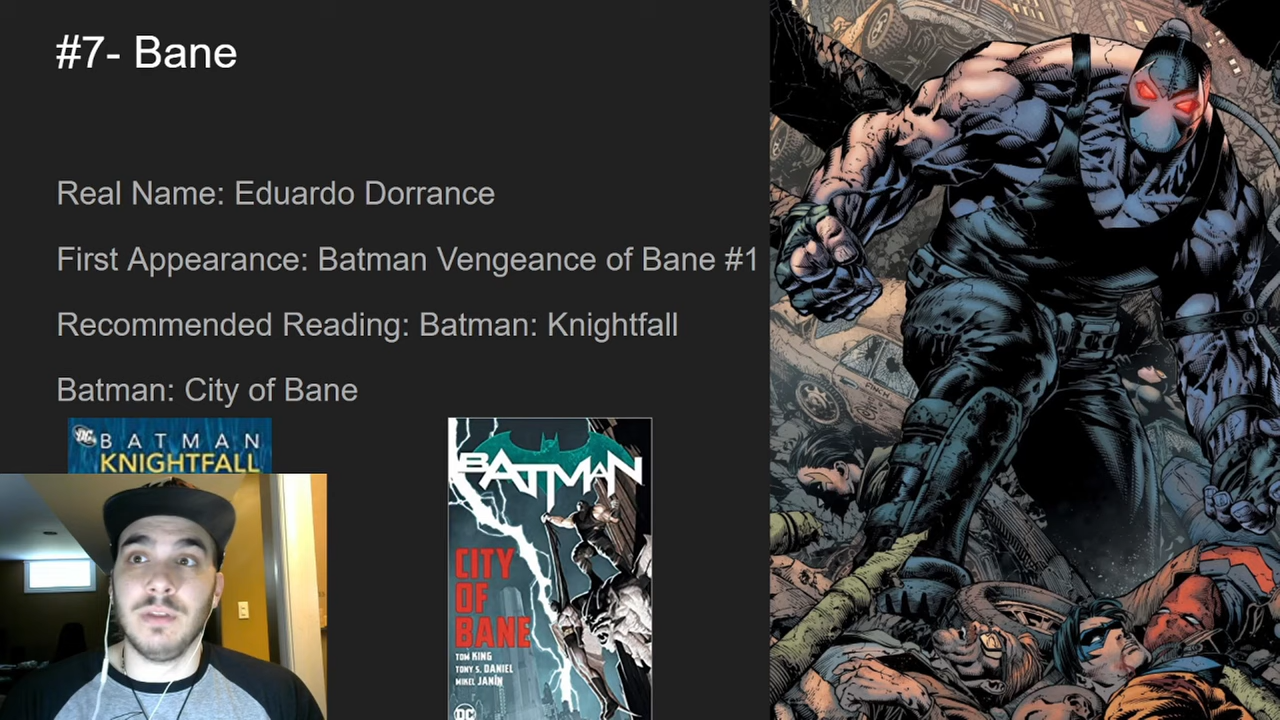 #7- Bane
Real Name: Eduardo Dorrance
First Appearance: Batman Vengeance of Bane #1
Recommended Reading: Batman: Knightfall
Batman: City of Bane
DC
BATMAN
KNIGHTFALL
BATMAN
CITY
OF
BANE
TOM KING
TONY S. DANIEL
MIKEL JANÍN
DC
FINCH